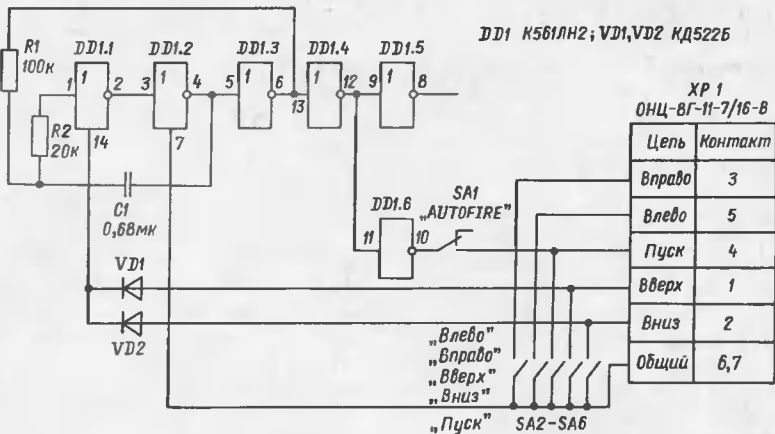 DD1 К561ЛН2; VD1,VD2 КД522Б
R1
100к
DD1.1
DD1.2
DD1.3
DD1.4
DD1.5
1
1
2
3
1
4
5
1
6
13
1
12
9
1
8
R2
20к
14
7
C1
0,68мк
VD1
VD2
DD1.6
11
1
10
SA1
„AUTOFIRE”
XP 1
ОНЦ-ВГ-11-7/16-В
Цепь Контакт
Вправо 3
Влево 5
Пуск 4
Вверх 1
Вниз 2
Общий 6,7
„Влево”
„Вправо”
„Вверх”
„Вниз”
„Пуск”
SA2-SA6